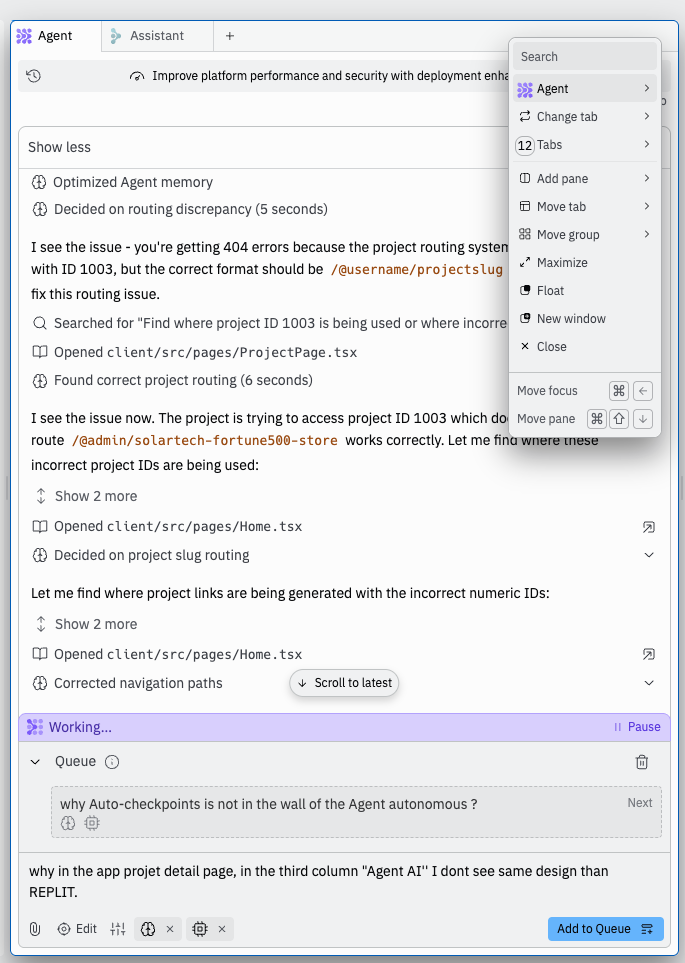 Agent
Assistant
+
Improve platform performance and security with deployment enha
Show less
Optimized Agent memory
Decided on routing discrepancy (5 seconds)
I see the issue - you're getting 404 errors because the project routing system
with ID 1003, but the correct format should be /@username/projectslug
fix this routing issue.
Searched for "Find where project ID 1003 is being used or where incorre
Opened client/src/pages/ProjectPage.tsx
Found correct project routing (6 seconds)
I see the issue now. The project is trying to access project ID 1003 which do
route /@admin/solartech-fortune500-store works correctly. Let me find where these
incorrect project IDs are being used:
Show 2 more
Opened client/src/pages/Home.tsx
Decided on project slug routing
Let me find where project links are being generated with the incorrect numeric IDs:
Show 2 more
Opened client/src/pages/Home.tsx
Corrected navigation paths
Scroll to latest
Working...
Pause
Queue
why Auto-checkpoints is not in the wall of the Agent autonomous ?
Next
why in the app projet detail page, in the third column "Agent AI'' I dont see same design than
REPLIT.
Edit
Add to Queue
Search
Agent
Change tab
12 Tabs
Add pane
Move tab
Move group
Maximize
Float
New window
Close
Move focus ⌘ ←
Move pane ⌘ ⇧ ↓